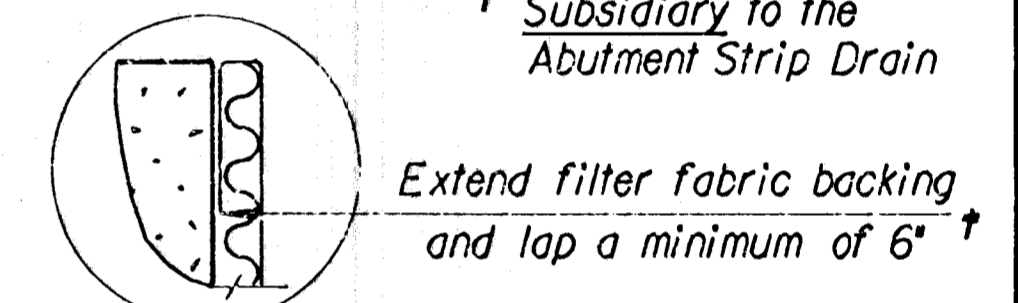 † Subsidiary to the
Abutment Strip Drain
Extend filter fabric backing
and lap a minimum of 6" †